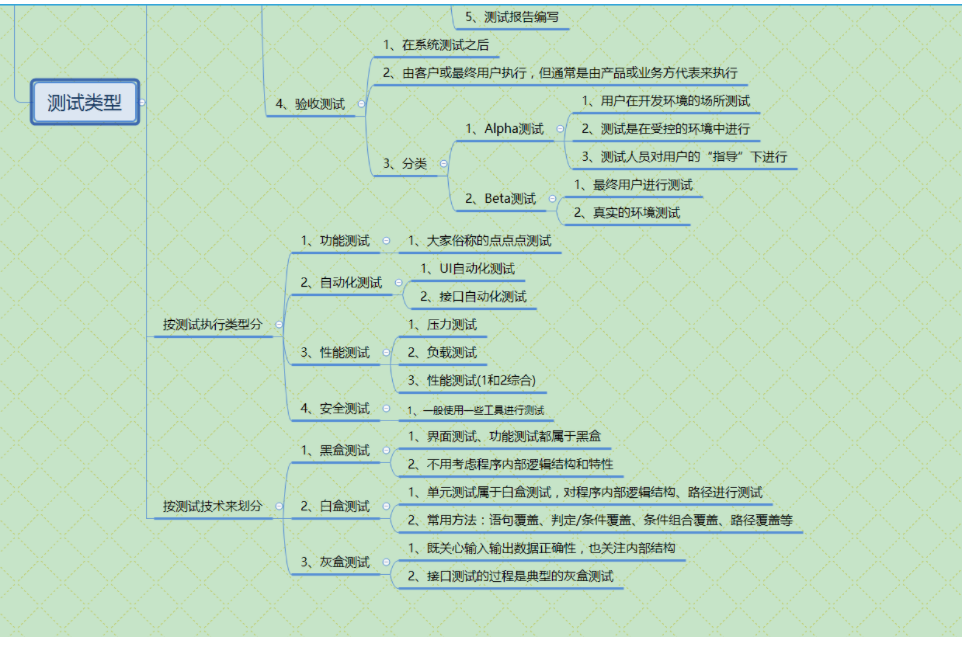 5、测试报告编写
1、在系统测试之后
2、由客户或最终用户执行，但通常是由产品或业务方代表来执行
测试类型
4、验收测试
1、用户在开发环境的场所测试
1、Alpha测试
2、测试是在受控的环境中进行
3、测试人员对用户的“指导”下进行
3、分类
1、最终用户进行测试
2、Beta测试
2、真实的环境测试
1、功能测试
1、大家俗称的点点点测试
1、UI自动化测试
2、自动化测试
2、接口自动化测试
按测试执行类型分
1、压力测试
3、性能测试
2、负载测试
3、性能测试(1和2综合)
4、安全测试
1、一般使用一些工具进行测试
1、界面测试、功能测试都属于黑盒
1、黑盒测试
2、不用考虑程序内部逻辑结构和特性
按测试技术来划分
1、单元测试属于白盒测试，对程序内部逻辑结构、路径进行测试
2、白盒测试
2、常用方法：语句覆盖、判定/条件覆盖、条件组合覆盖、路径覆盖等
1、既关心输入输出数据正确性，也关注内部结构
3、灰盒测试
2、接口测试的过程是典型的灰盒测试